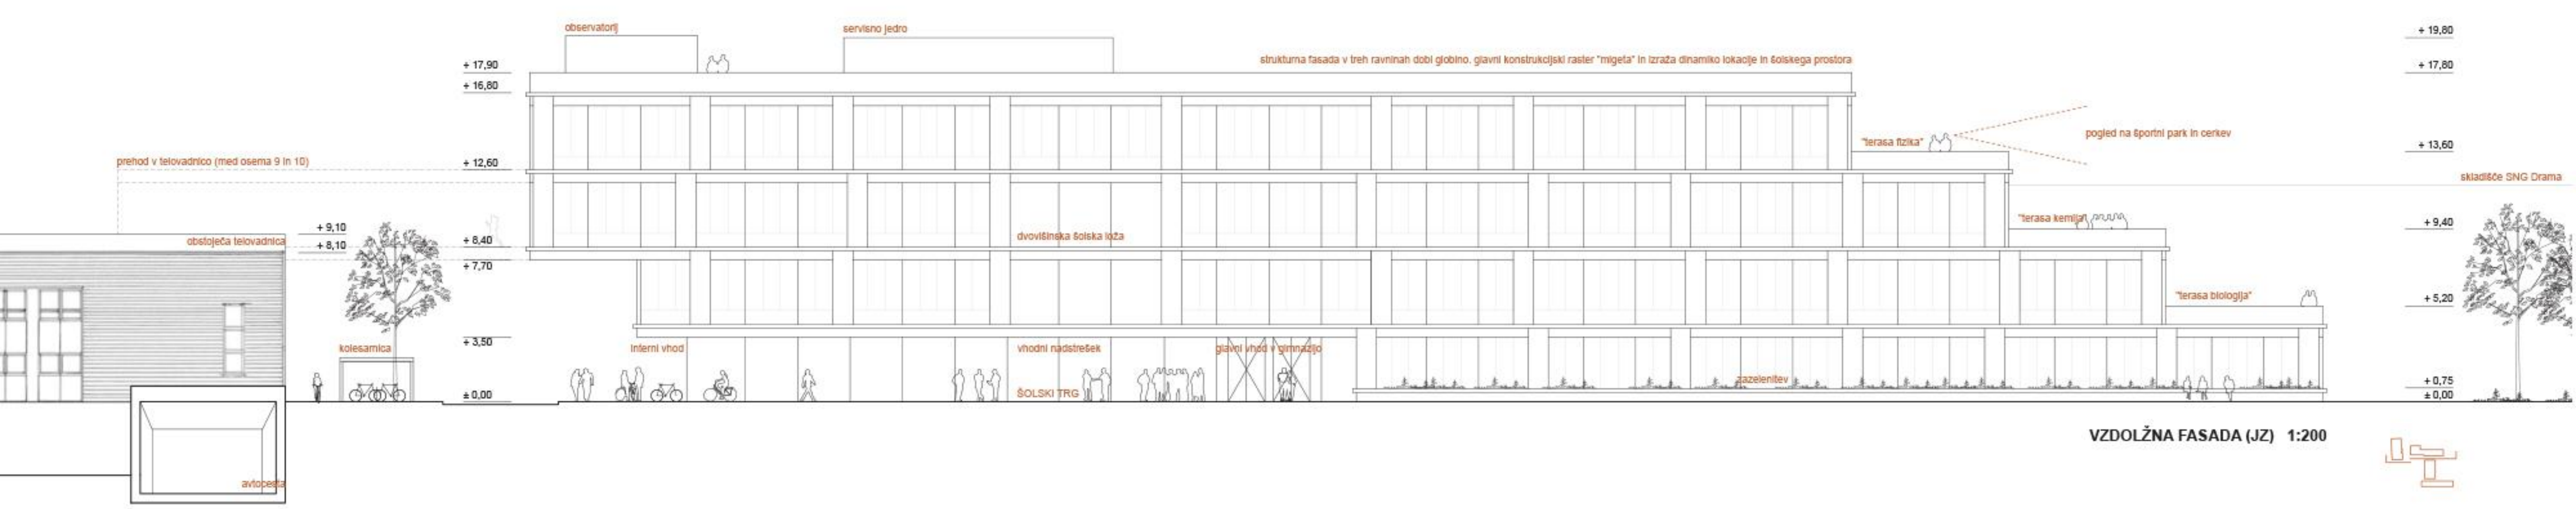 observatorij
servisno jedro
+ 19,80
strukturna fasada v treh ravninah dobi globino. glavni konstrukcijski raster "migeta" in izraža dinamiko lokacije in šolskega prostora
+ 17,90
+ 17,80
+ 16,80
"terasa fizika"
pogled na športni park in cerkev
+ 13,60
prehod v telovadnico (med osema 9 in 10)
+ 12,60
skladišče SNG Drama
"terasa kemija"
+ 9,40
+ 9,10
obstoječa telovadnica
+ 8,10
+ 8,40
dvovišinska šolska loža
+ 7,70
"terasa biologija"
+ 5,20
+ 3,50
kolesarnica
interni vhod
vhodni nadstrešek
glavni vhod v gimnazijo
zazelenitev
+ 0,75
± 0,00
ŠOLSKI TRG
± 0,00
VZDOLŽNA FASADA (JZ) 1:200
avtocesta